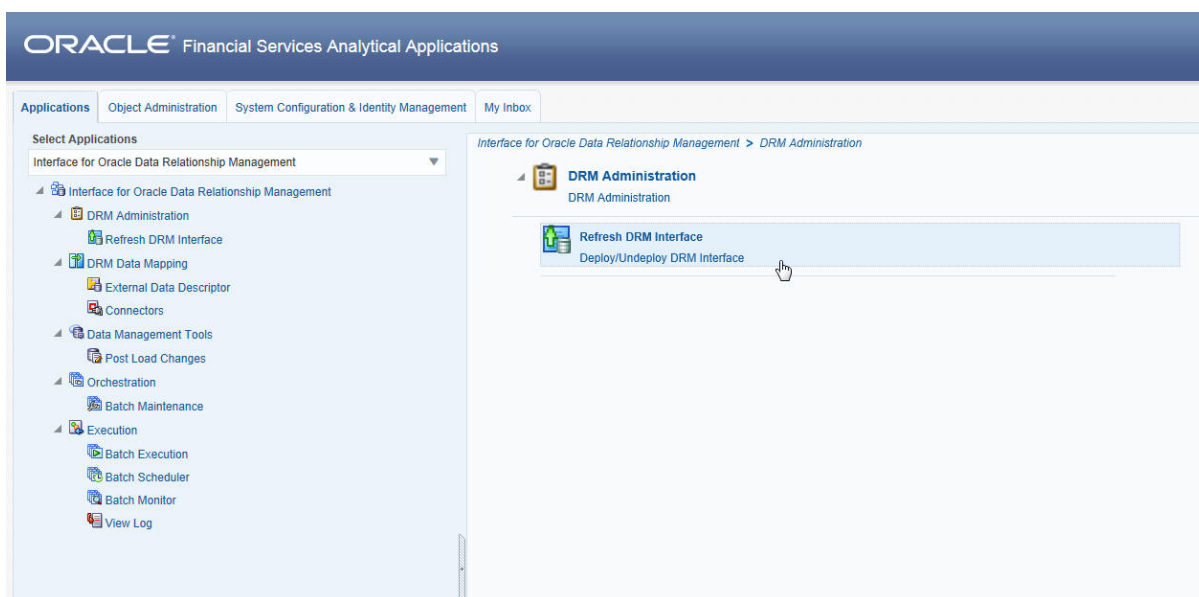 ORACLE Financial Services Analytical Applications
Applications Object Administration System Configuration & Identity Management My Inbox
Select Applications
Interface for Oracle Data Relationship Management
Interface for Oracle Data Relationship Management
DRM Administration
Refresh DRM Interface
DRM Data Mapping
External Data Descriptor
Connectors
Data Management Tools
Post Load Changes
Orchestration
Batch Maintenance
Execution
Batch Execution
Batch Scheduler
Batch Monitor
View Log
Interface for Oracle Data Relationship Management > DRM Administration
DRM Administration
DRM Administration
Refresh DRM Interface
Deploy/Undeploy DRM Interface